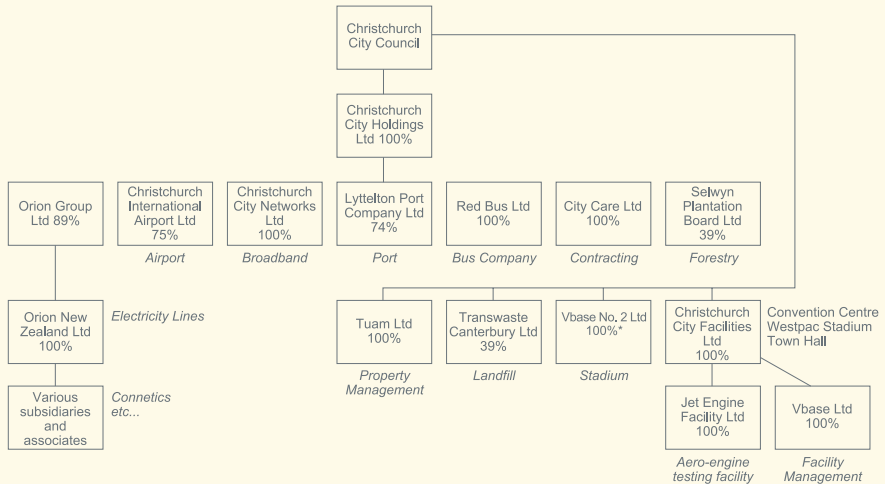 Christchurch
City Council
Christchurch
City Holdings
Ltd 100%
Orion Group
Ltd 89%
Christchurch
International
Airport Ltd
75%
Airport
Christchurch
City Networks
Ltd
100%
Broadband
Lyttelton Port
Company Ltd
74%
Port
Red Bus Ltd
100%
Bus Company
City Care Ltd
100%
Contracting
Selwyn
Plantation
Board Ltd
39%
Forestry
Orion New
Zealand Ltd
100%
Electricity Lines
Various
subsidiaries
and
associates
Connetics
etc...
Tuam Ltd
100%
Property
Management
Transwaste
Canterbury Ltd
39%
Landfill
Vbase No. 2 Ltd
100%*
Stadium
Christchurch
City Facilities
Ltd
100%
Convention Centre
Westpac Stadium
Town Hall
Jet Engine
Facility Ltd
100%
Aero-engine
testing facility
Vbase Ltd
100%
Facility
Management